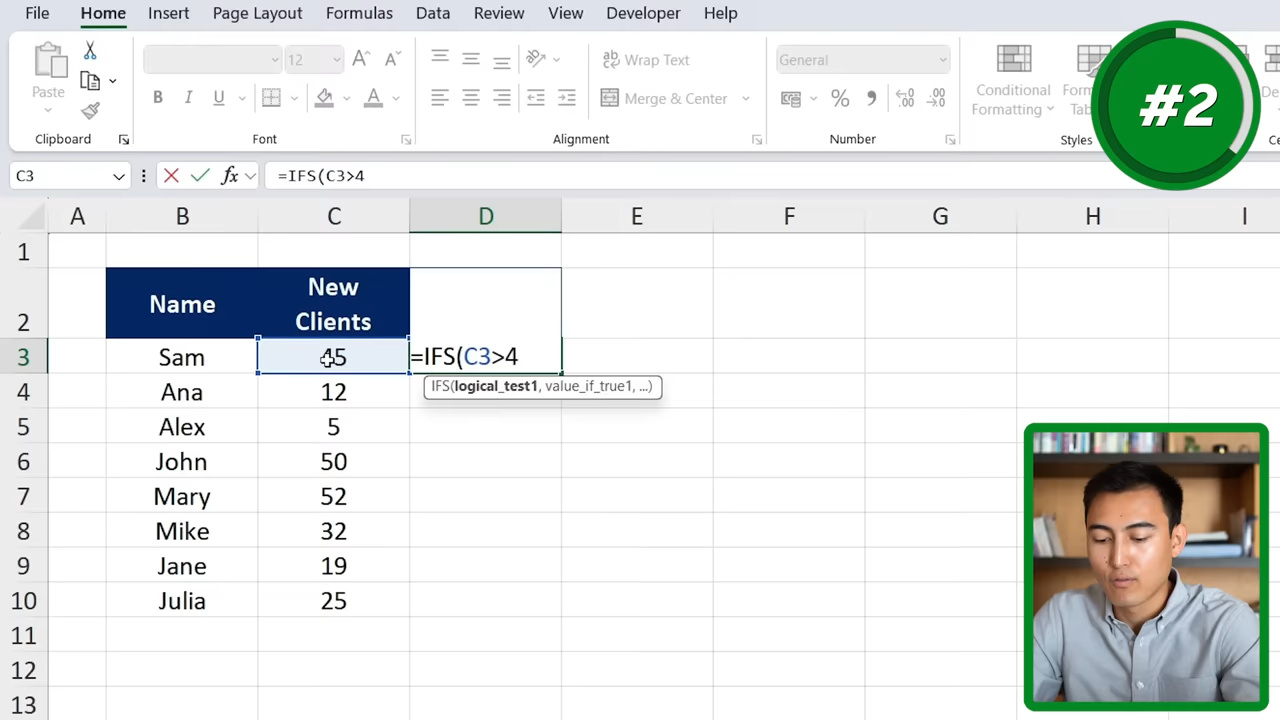 File Home Insert Page Layout Formulas Data Review View Developer Help
Paste
12
Wrap Text
Merge & Center
General
Conditional
Formatting
Clipboard Font Alignment Number Styles
#2
C3 fx =IFS(C3>4
A B C D E F G H I
1
2 Name New
Clients
3 Sam 45 =IFS(C3>4
IFS(logical_test1, value_if_true1, ...)
4 Ana 12
5 Alex 5
6 John 50
7 Mary 52
8 Mike 32
9 Jane 19
10 Julia 25
11
12
13